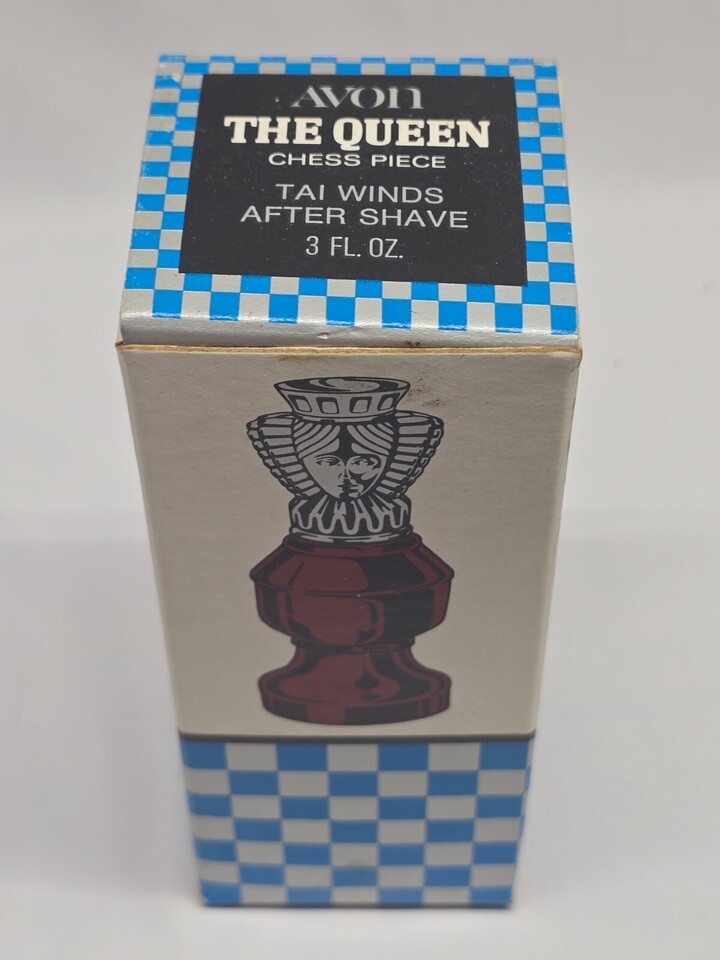 AVON
THE QUEEN
CHESS PIECE
TAI WINDS
AFTER SHAVE
3 FL. OZ.